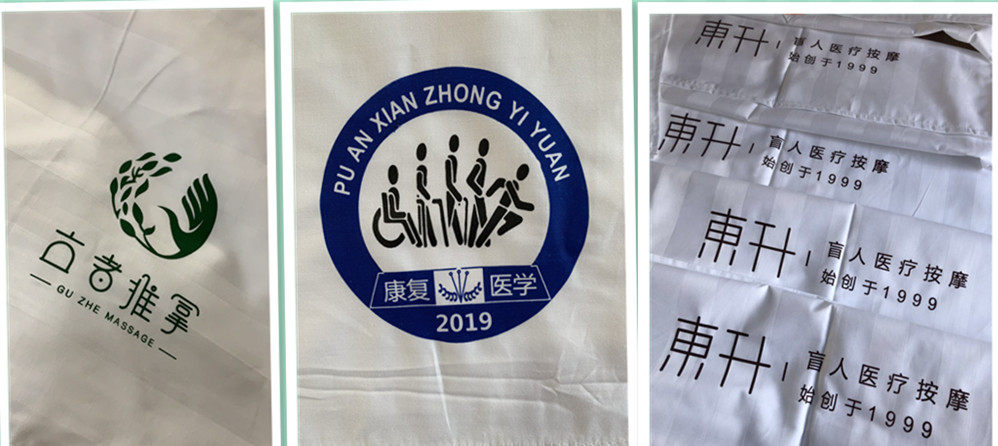 古者推拿
GU ZHE MASSAGE
PU AN XIAN ZHONG YI YUAN
康复 医学
2019
東升 盲人医疗按摩
始创于1999
東升 盲人医疗按摩
始创于1999
東升 盲人医疗按摩
始创于1999
東升 盲人医疗按摩
始创于1999